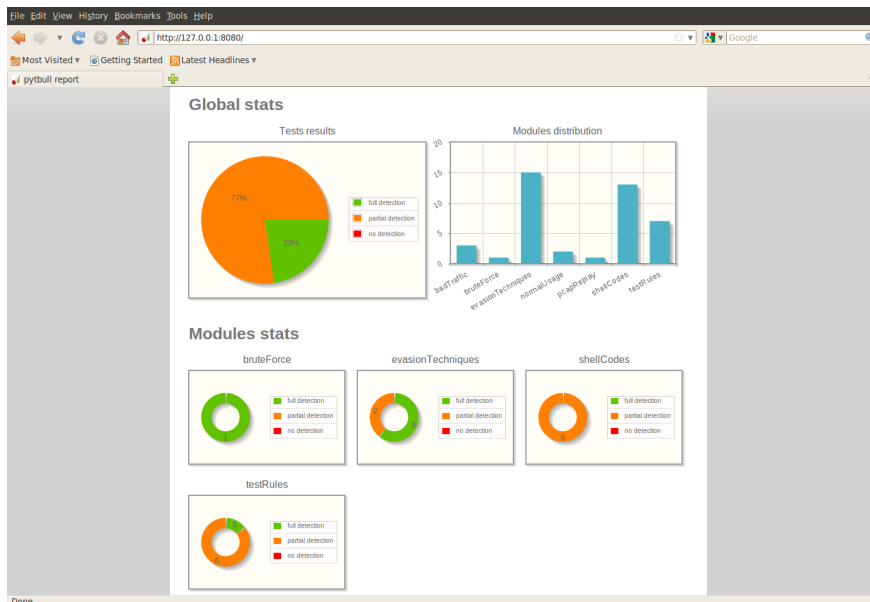 File Edit View History Bookmarks Tools Help
http://127.0.0.1:8080/
Google
Most Visited Getting Started Latest Headlines
pytbull report
Global stats
Tests results
77%
23%
full detection
partial detection
no detection
Modules distribution
20
15
10
5
0
badTraffic
bruteForce
evasionTechniques
normalUsage
pcapReplay
shellCodes
testRules
Modules stats
bruteForce
1
full detection
partial detection
no detection
evasionTechniques
2
3
full detection
partial detection
no detection
shellCodes
9
full detection
partial detection
no detection
testRules
1
6
full detection
partial detection
no detection
Done